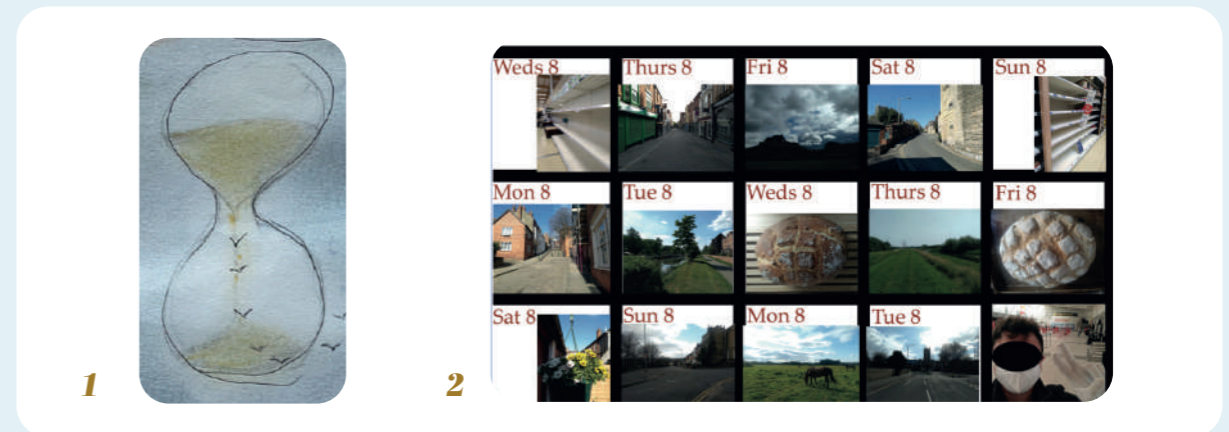 Weds 8 Thurs 8 Fri 8 Sat 8 Sun 8
Mon 8 Tue 8 Weds 8 Thurs 8 Fri 8
Sat 8 Sun 8 Mon 8 Tue 8
1 2